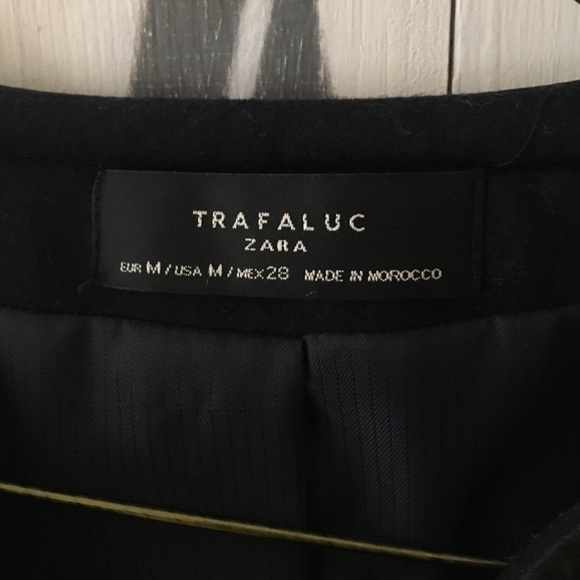 TRAFALUC
ZARA
EUR M / USA M / MEX 28 MADE IN MOROCCO